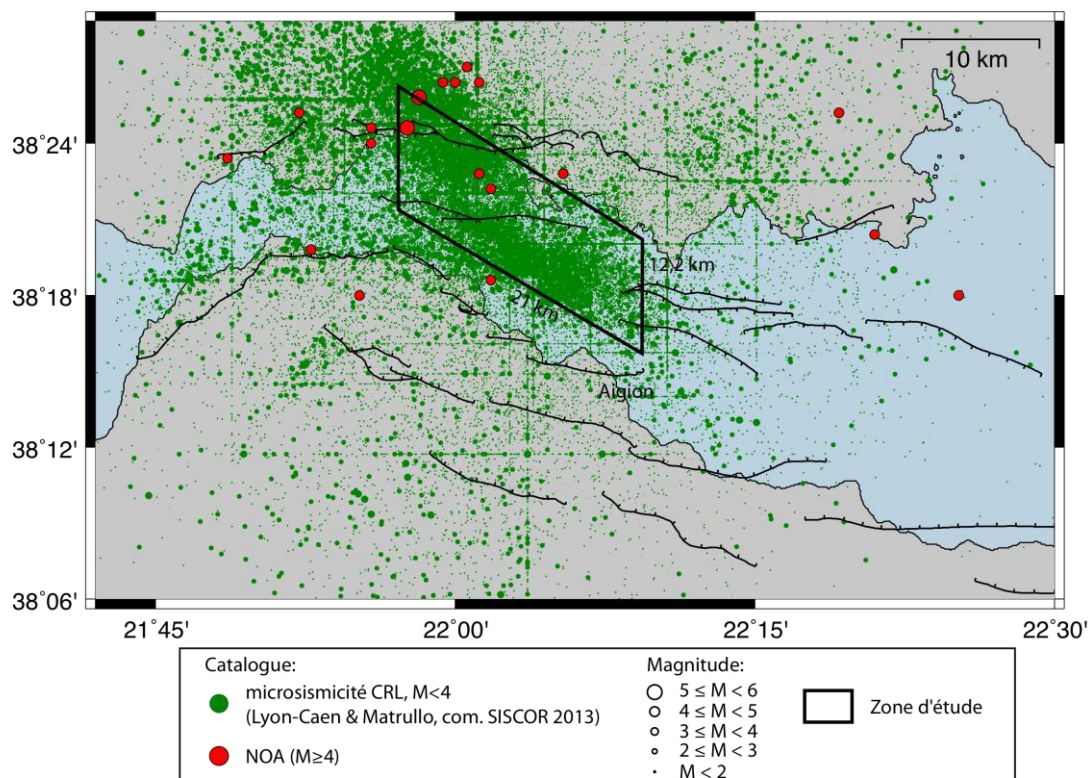 10 km
38°24'
38°18'
38°12'
38°06'
12.2 km
21 km
Aigion
21°45'
22°00'
22°15'
22°30'
Catalogue:
microsismicité CRL, M<4
(Lyon-Caen & Matrullo, com. SISCOR 2013)
NOA (M≥4)
Magnitude:
5 ≤ M < 6
4 ≤ M < 5
3 ≤ M < 4
2 ≤ M < 3
M < 2
Zone d'étude